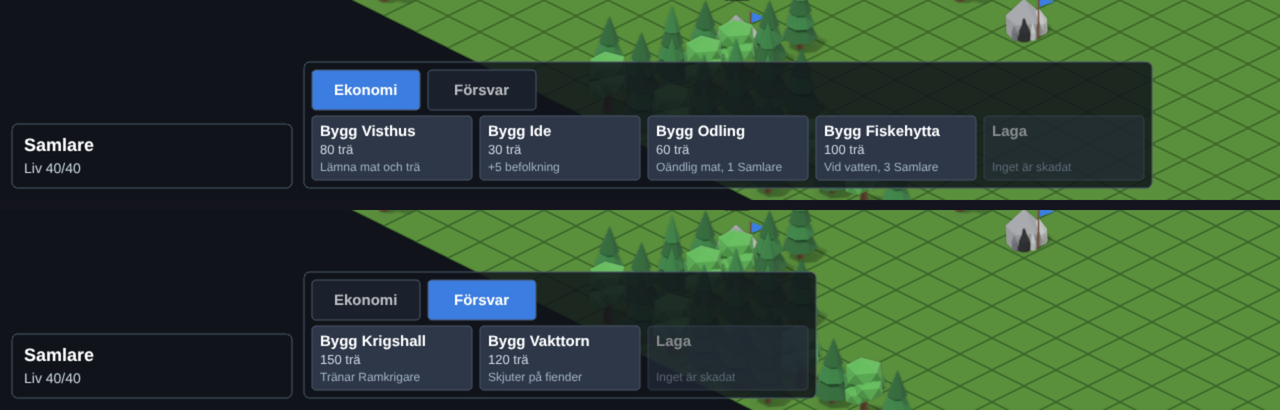 Ekonomi
Försvar
Samlare
Liv 40/40
Bygg Visthus
80 trä
Lämna mat och trä
Bygg Ide
30 trä
+5 befolkning
Bygg Odling
60 trä
Oändlig mat, 1 Samlare
Bygg Fiskehytta
100 trä
Vid vatten, 3 Samlare
Laga
Inget är skadat
Ekonomi
Försvar
Samlare
Liv 40/40
Bygg Krigshall
150 trä
Tränar Ramkrigare
Bygg Vakttorn
120 trä
Skjuter på fiender
Laga
Inget är skadat